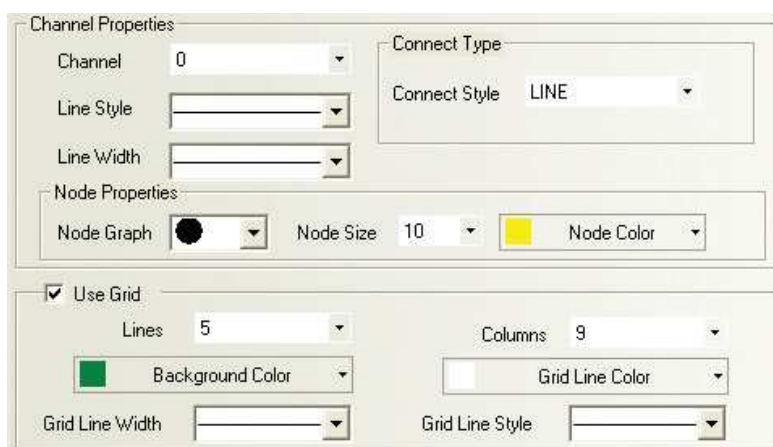 Channel Properties
Channel 0
Connect Type
Connect Style LINE
Line Style
Line Width
Node Properties
Node Graph Node Size 10 Node Color
Use Grid
Lines 5 Columns 9
Background Color Grid Line Color
Grid Line Width Grid Line Style